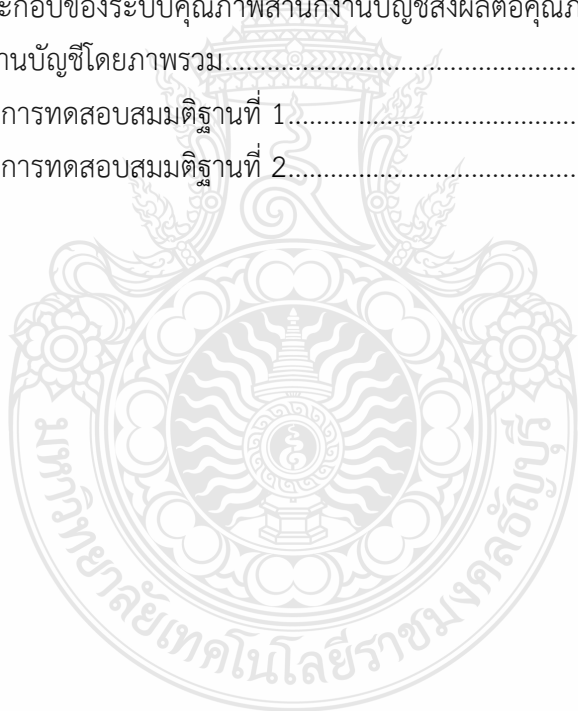 ะกอบของระบบคุณภาพสำนักงานบัญชีส่งผลต่อคุณภ
านบัญชีโดยภาพรวม
การทดสอบสมมติฐานที่ 1
การทดสอบสมมติฐานที่ 2
มหาวิทยาลัยเทคโนโลยีราชมงคลธัญบุรี